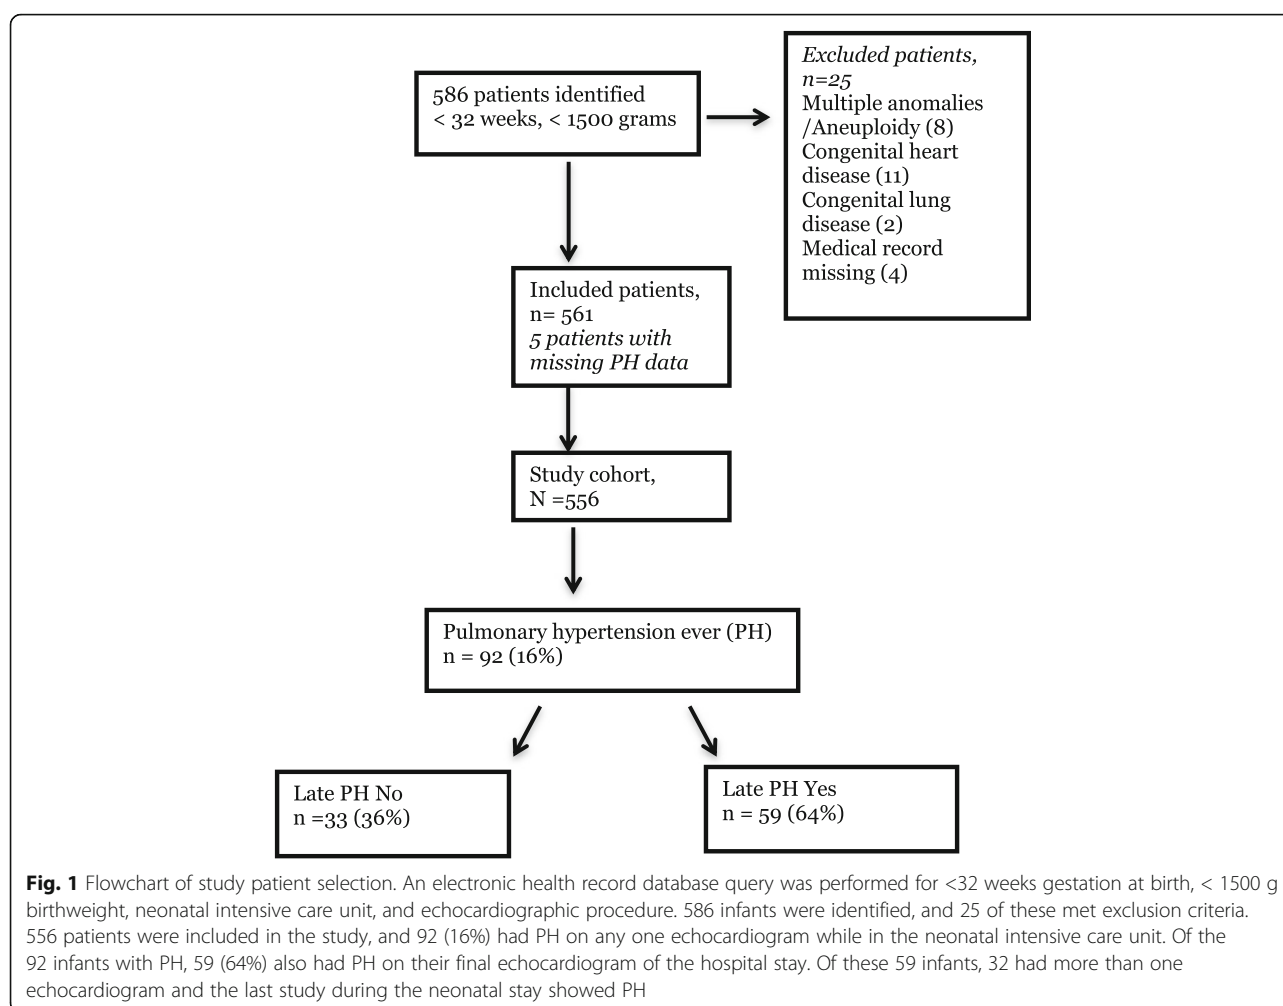 586 patients identified
< 32 weeks, < 1500 grams
Excluded patients,
n=25
Multiple anomalies
/Aneuploidy (8)
Congenital heart
disease (11)
Congenital lung
disease (2)
Medical record
missing (4)
Included patients,
n= 561
5 patients with
missing PH data
Study cohort,
N =556
Pulmonary hypertension ever (PH)
n = 92 (16%)
Late PH No
n =33 (36%)
Late PH Yes
n = 59 (64%)
Fig. 1 Flowchart of study patient selection. An electronic health record database query was performed for <32 weeks gestation at birth, < 1500 g
birthweight, neonatal intensive care unit, and echocardiographic procedure. 586 infants were identified, and 25 of these met exclusion criteria.
556 patients were included in the study, and 92 (16%) had PH on any one echocardiogram while in the neonatal intensive care unit. Of the
92 infants with PH, 59 (64%) also had PH on their final echocardiogram of the hospital stay. Of these 59 infants, 32 had more than one
echocardiogram and the last study during the neonatal stay showed PH